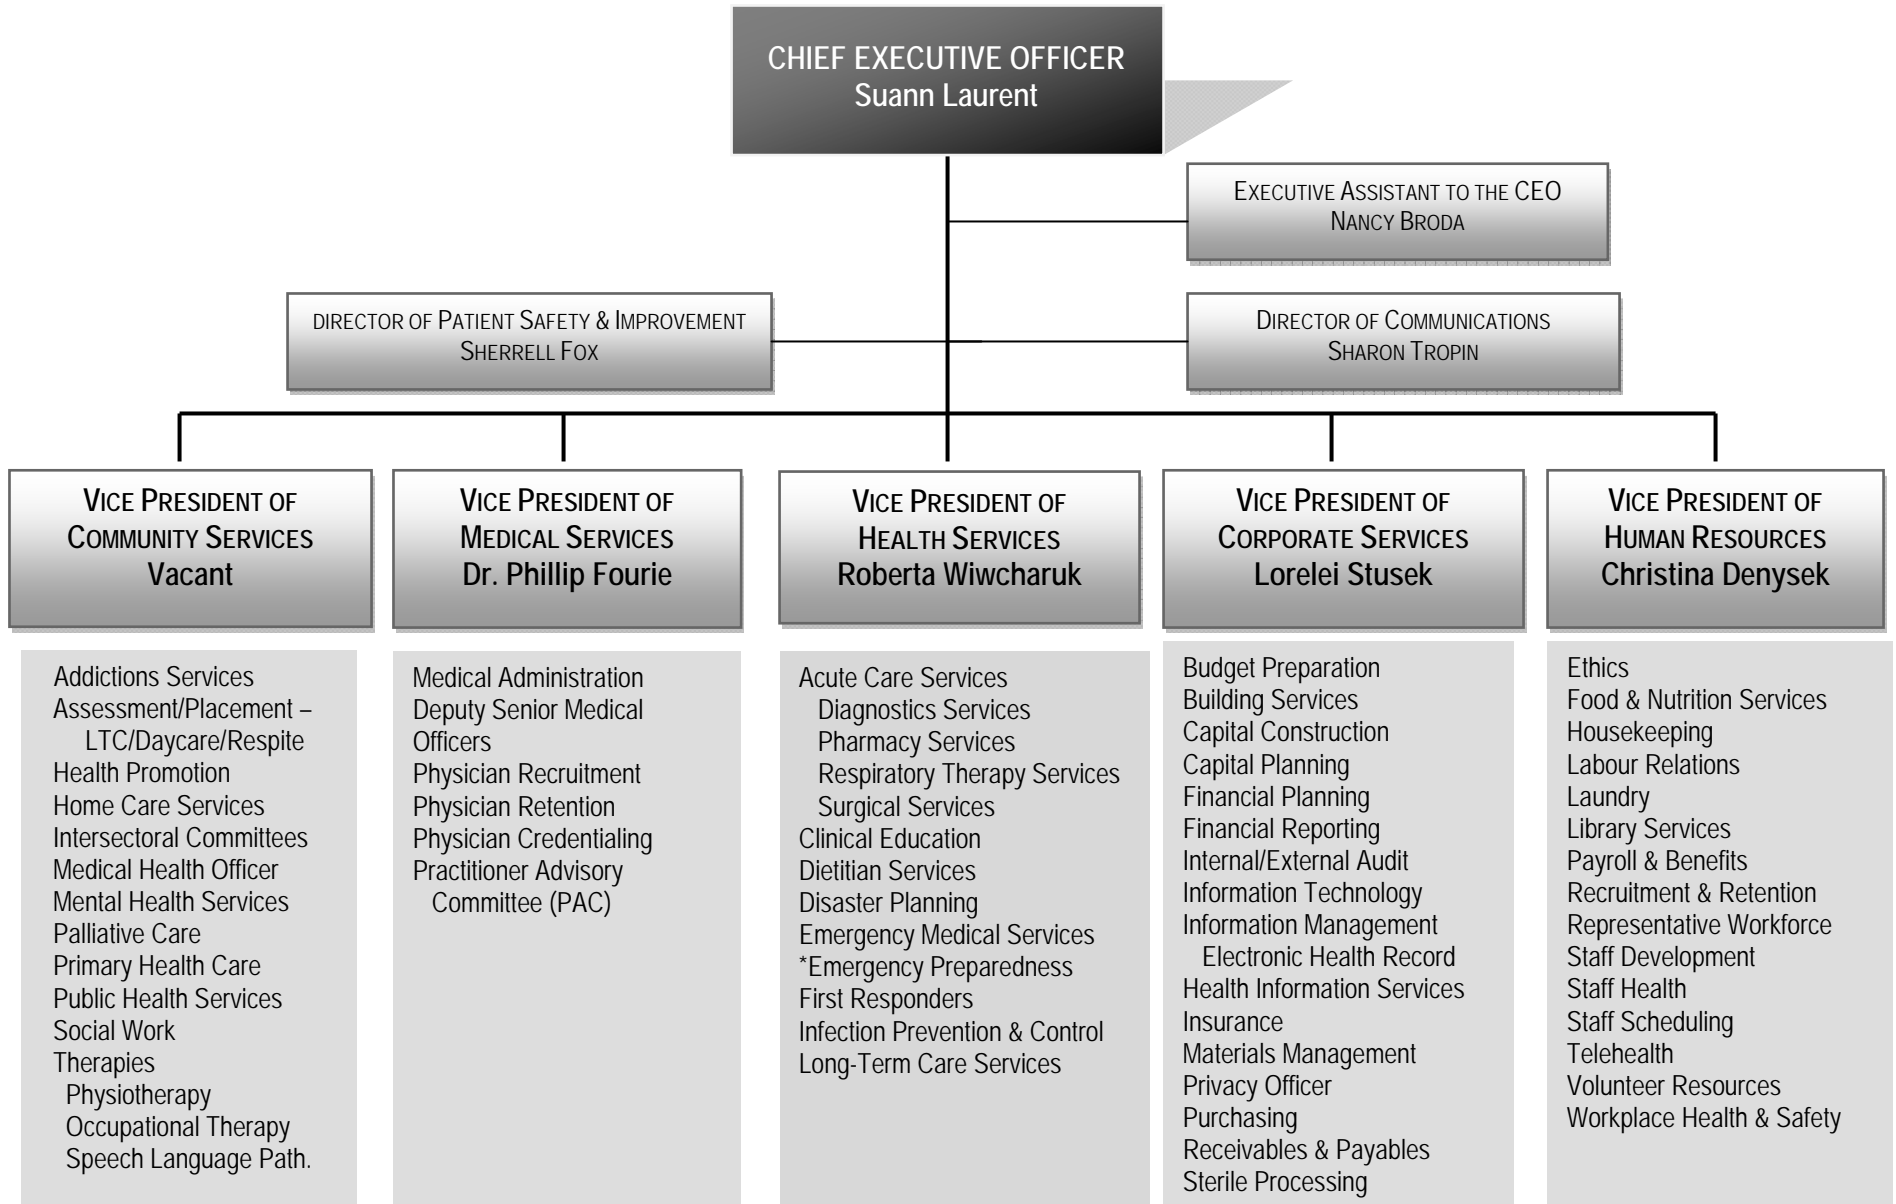 CHIEF EXECUTIVE OFFICER
Suann Laurent
EXECUTIVE ASSISTANT TO THE CEO
NANCY BRODA
DIRECTOR OF PATIENT SAFETY & IMPROVEMENT
SHERRELL FOX
DIRECTOR OF COMMUNICATIONS
SHARON TROPIN
VICE PRESIDENT OF
COMMUNITY SERVICES
Vacant
Addictions Services
Assessment/Placement –
LTC/Daycare/Respite
Health Promotion
Home Care Services
Intersectoral Committees
Medical Health Officer
Mental Health Services
Palliative Care
Primary Health Care
Public Health Services
Social Work
Therapies
Physiotherapy
Occupational Therapy
Speech Language Path.
VICE PRESIDENT OF
MEDICAL SERVICES
Dr. Phillip Fourie
Medical Administration
Deputy Senior Medical
Officers
Physician Recruitment
Physician Retention
Physician Credentialing
Practitioner Advisory
Committee (PAC)
VICE PRESIDENT OF
HEALTH SERVICES
Roberta Wiwcharuk
Acute Care Services
Diagnostics Services
Pharmacy Services
Respiratory Therapy Services
Surgical Services
Clinical Education
Dietitian Services
Disaster Planning
Emergency Medical Services
*Emergency Preparedness
First Responders
Infection Prevention & Control
Long-Term Care Services
VICE PRESIDENT OF
CORPORATE SERVICES
Lorelei Stusek
Budget Preparation
Building Services
Capital Construction
Capital Planning
Financial Planning
Financial Reporting
Internal/External Audit
Information Technology
Information Management
Electronic Health Record
Health Information Services
Insurance
Materials Management
Privacy Officer
Purchasing
Receivables & Payables
Sterile Processing
VICE PRESIDENT OF
HUMAN RESOURCES
Christina Denysek
Ethics
Food & Nutrition Services
Housekeeping
Labour Relations
Laundry
Library Services
Payroll & Benefits
Recruitment & Retention
Representative Workforce
Staff Development
Staff Health
Staff Scheduling
Telehealth
Volunteer Resources
Workplace Health & Safety